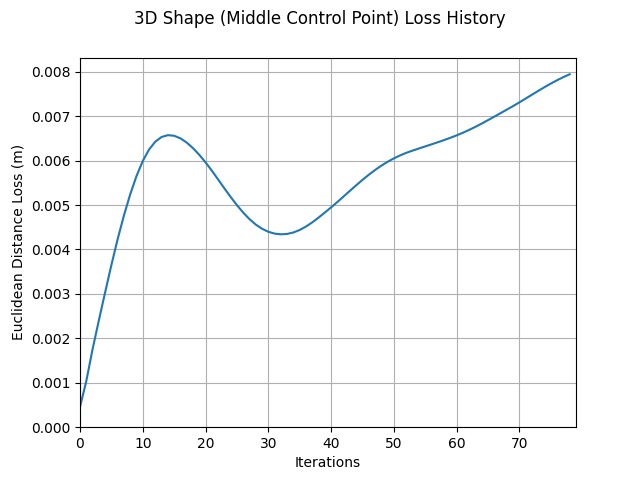 3D Shape (Middle Control Point) Loss History
0.008
0.007
0.006
0.005
0.004
0.003
0.002
0.001
0.000
Euclidean Distance Loss (m)
0 10 20 30 40 50 60 70
Iterations